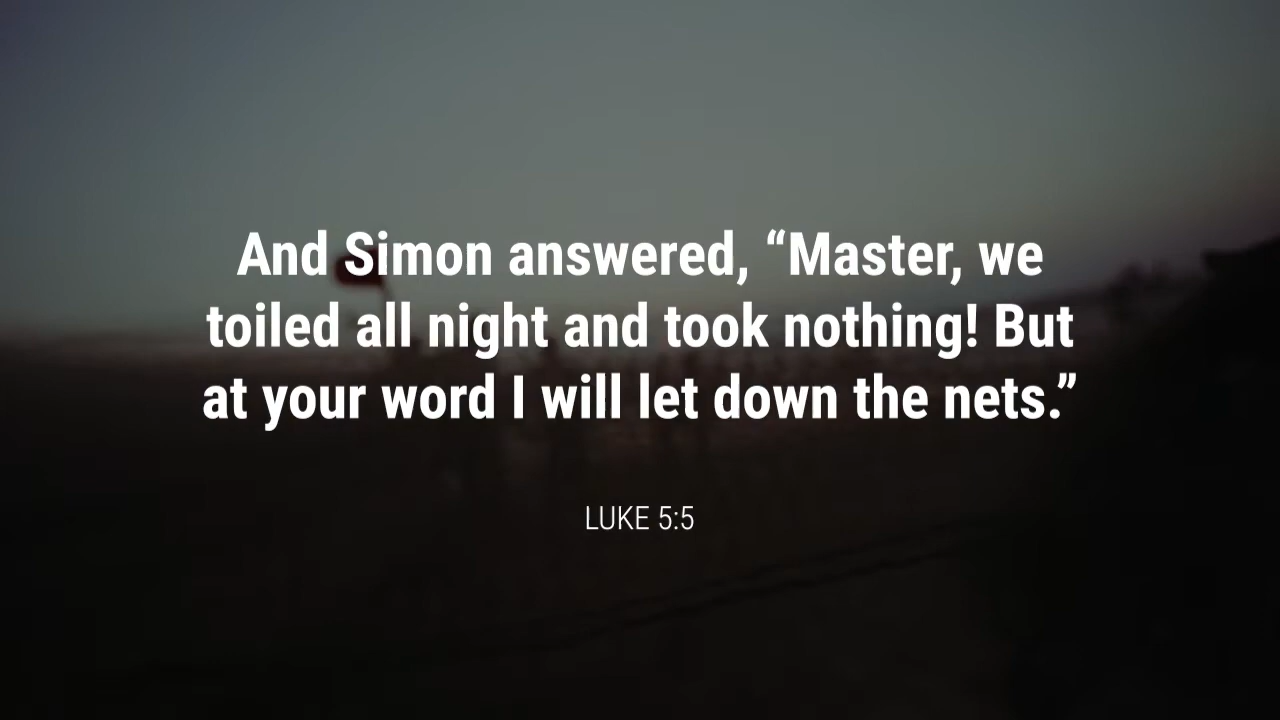 And Simon answered, “Master, we
toiled all night and took nothing! But
at your word I will let down the nets.”
LUKE 5:5